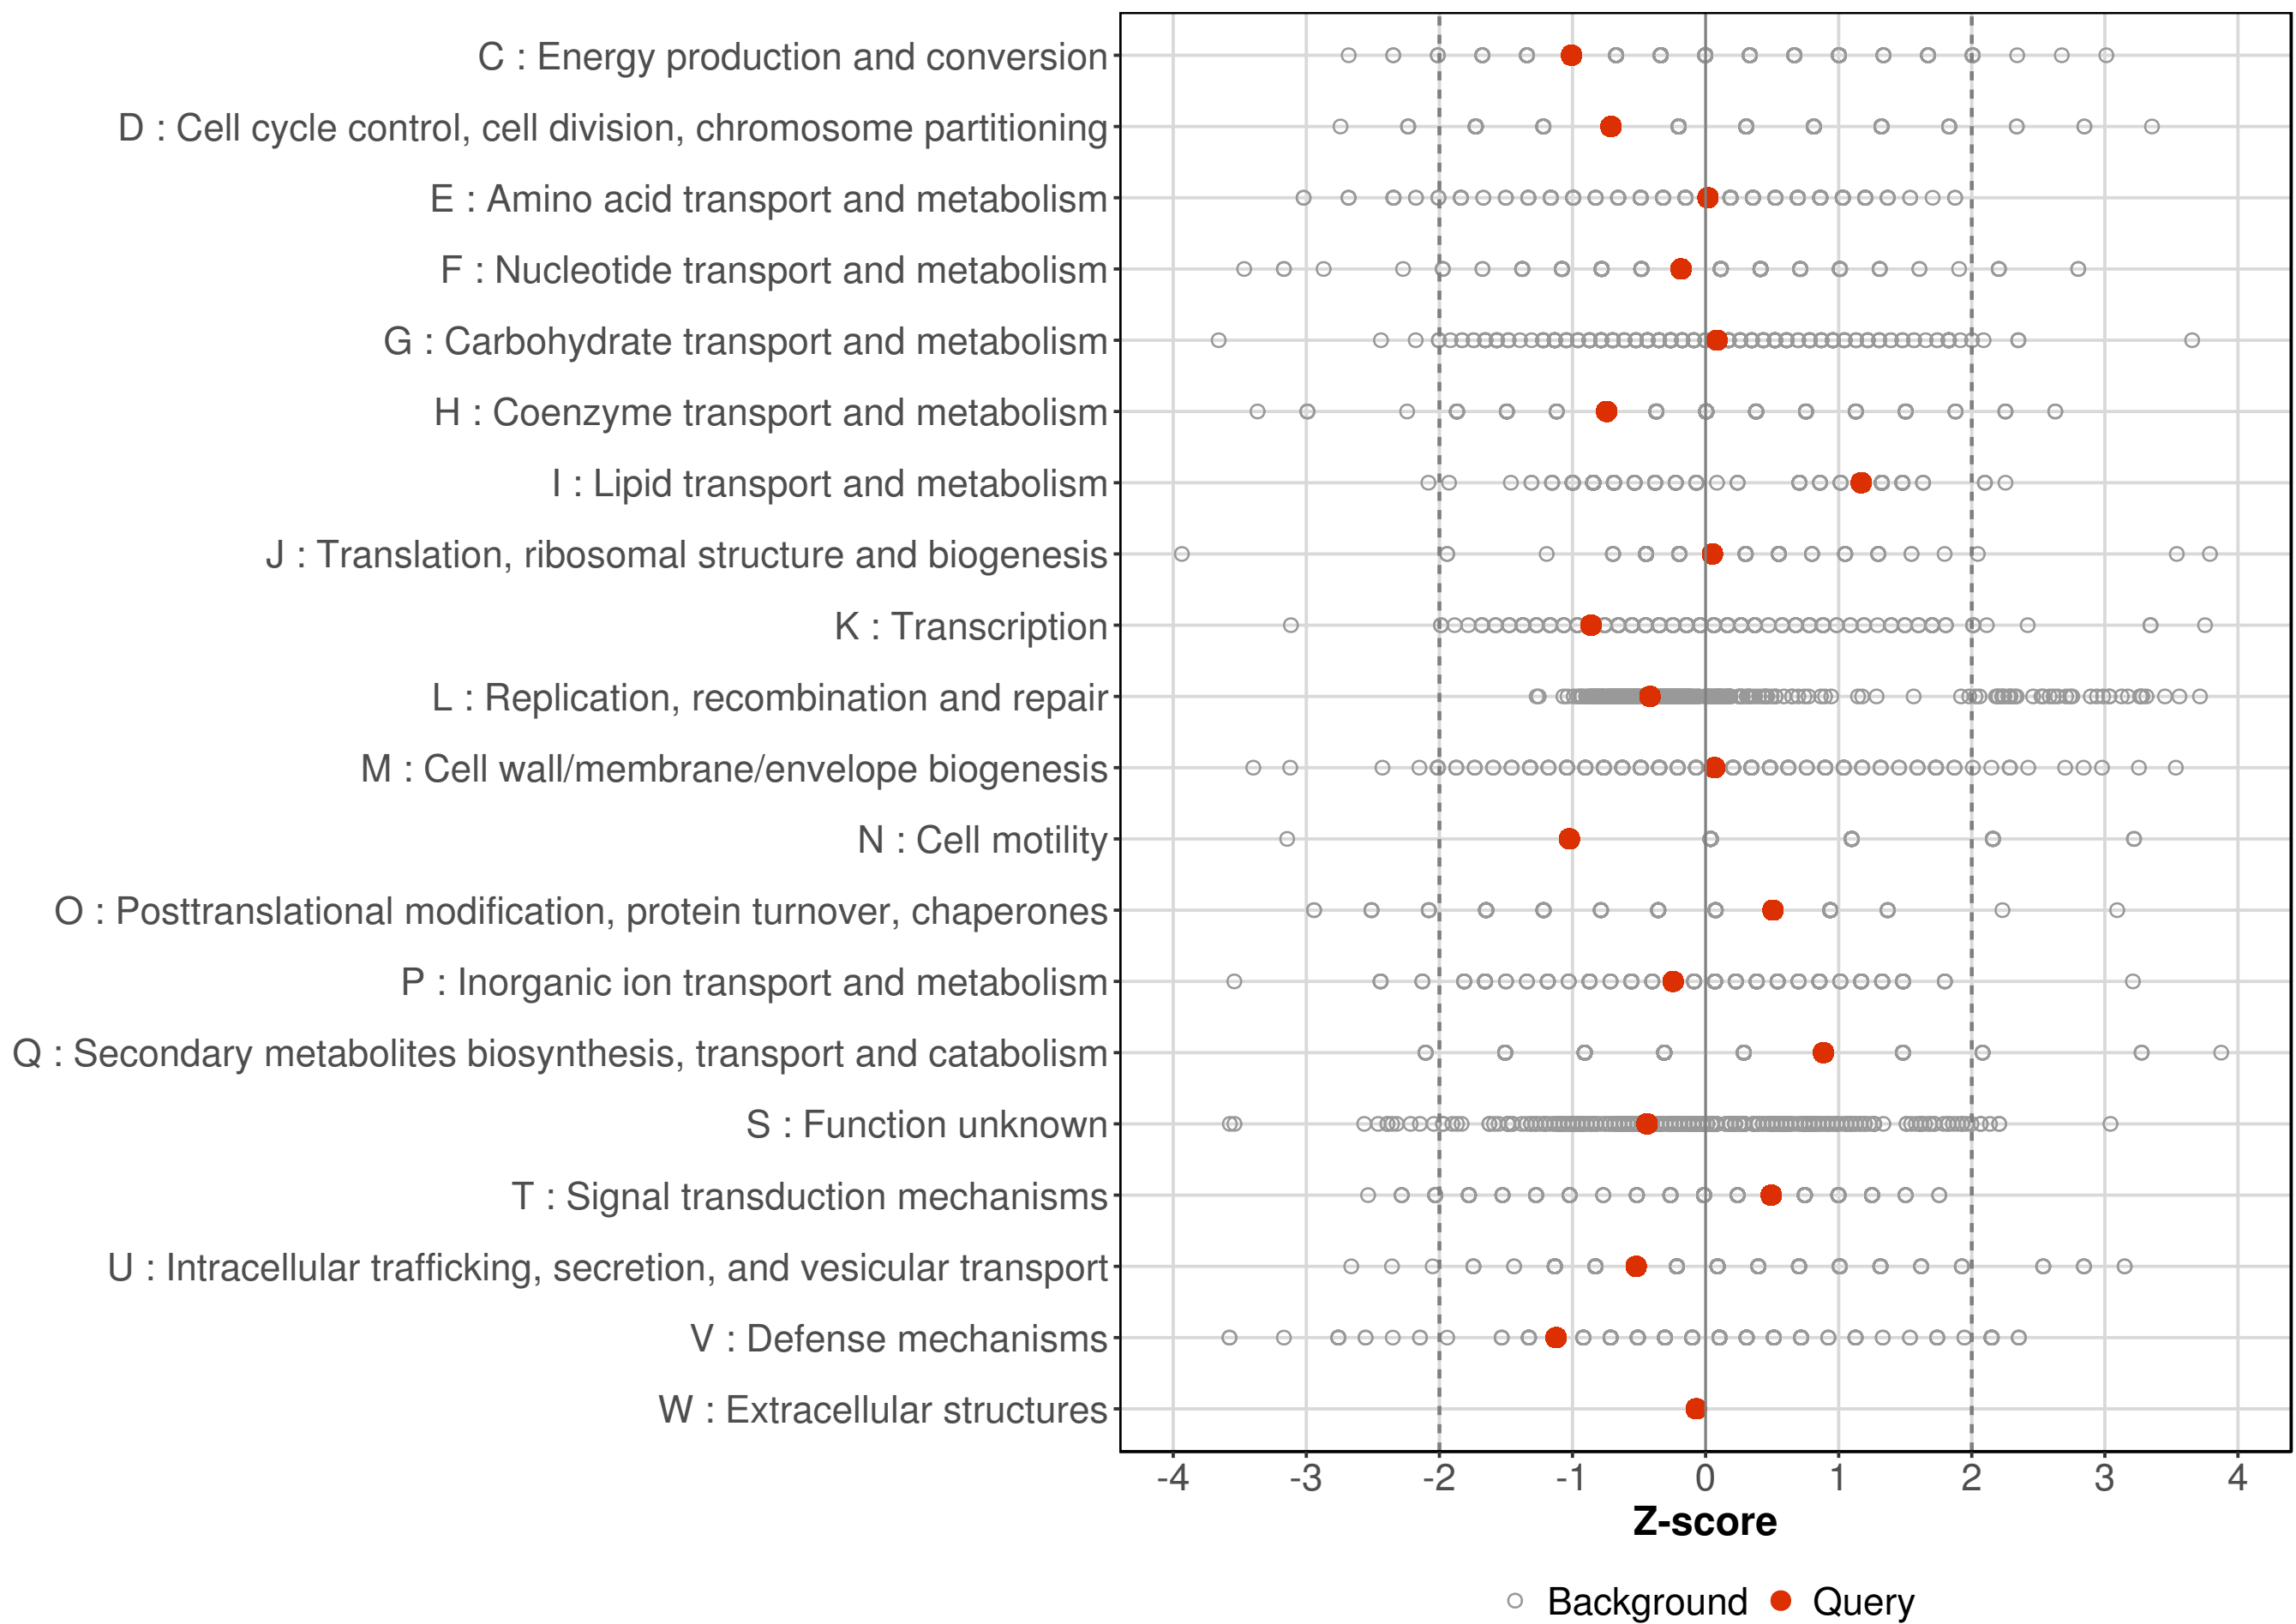 C : Energy production and conversion
D : Cell cycle control, cell division, chromosome partitioning
E : Amino acid transport and metabolism
F : Nucleotide transport and metabolism
G : Carbohydrate transport and metabolism
H : Coenzyme transport and metabolism
I : Lipid transport and metabolism
J : Translation, ribosomal structure and biogenesis
K : Transcription
L : Replication, recombination and repair
M : Cell wall/membrane/envelope biogenesis
N : Cell motility
O : Posttranslational modification, protein turnover, chaperones
P : Inorganic ion transport and metabolism
Q : Secondary metabolites biosynthesis, transport and catabolism
S : Function unknown
T : Signal transduction mechanisms
U : Intracellular trafficking, secretion, and vesicular transport
V : Defense mechanisms
W : Extracellular structures
-4 -3 -2 -1 0 1 2 3 4
Z-score
Background Query